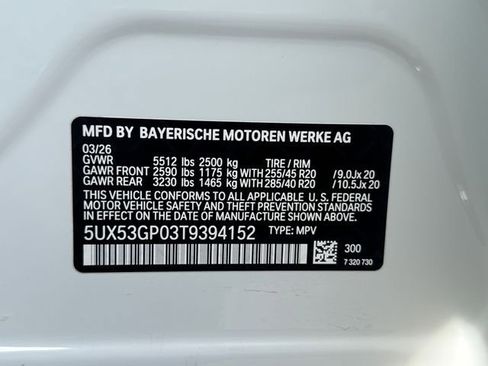 MFD BY BAYERISCHE MOTOREN WERKE AG
03/26
GVWR 5512 lbs 2500 kg TIRE / RIM
GAWR FRONT 2590 lbs 1175 kg WITH 255/45 R20 /9.0Jx 20
GAWR REAR 3230 lbs 1465 kg WITH 285/40 R20 /10.5Jx 20
THIS VEHICLE CONFORMS TO ALL APPLICABLE U.S. FEDERAL
MOTOR VEHICLE SAFETY AND THEFT PREVENTION STANDARDS
IN EFFECT ON THE DATE OF MANUFACTURE SHOWN ABOVE.
5UX53GP03T9394152 TYPE: MPV
300
7 320 730